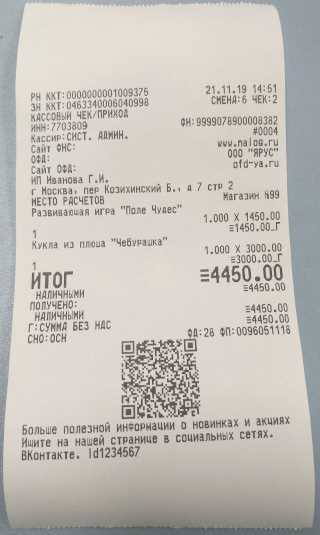 РН ККТ:0000000001009375 21.11.19 14:51
ЗН ККТ:0463340006040998 СМЕНА:6 ЧЕК:2
КАССОВЫЙ ЧЕК/ПРИХОД
ИНН:7703809 ФН:9999078900008382
Кассир:СИСТ. АДМИН. #0004
Сайт ФНС: www.nalog.ru
ОФД: ООО "ЯРУС"
Сайт ОФД: ofd-ya.ru
ИП Иванова Г.И.
г Москва, пер Козихинский Б., д 7 стр 2
МЕСТО РАСЧЕТОВ Магазин №99
Развивающая игра "Поле Чудес"
1.000 X 1450.00
1 ≡1450.00_Г
Кукла из плюша "Чебурашка"
1.000 X 3000.00
1 ≡3000.00_Г
ИТОГ ≡4450.00
НАЛИЧНЫМИ ≡4450.00
ПОЛУЧЕНО:
НАЛИЧНЫМИ ≡4450.00
Г:СУММА БЕЗ НДС ≡4450.00
СНО:ОСН ФД:28 ФП:0096051118
Больше полезной информации о новинках и акциях
Ищите на нашей странице в социальных сетях.
ВКонтакте. Id1234567